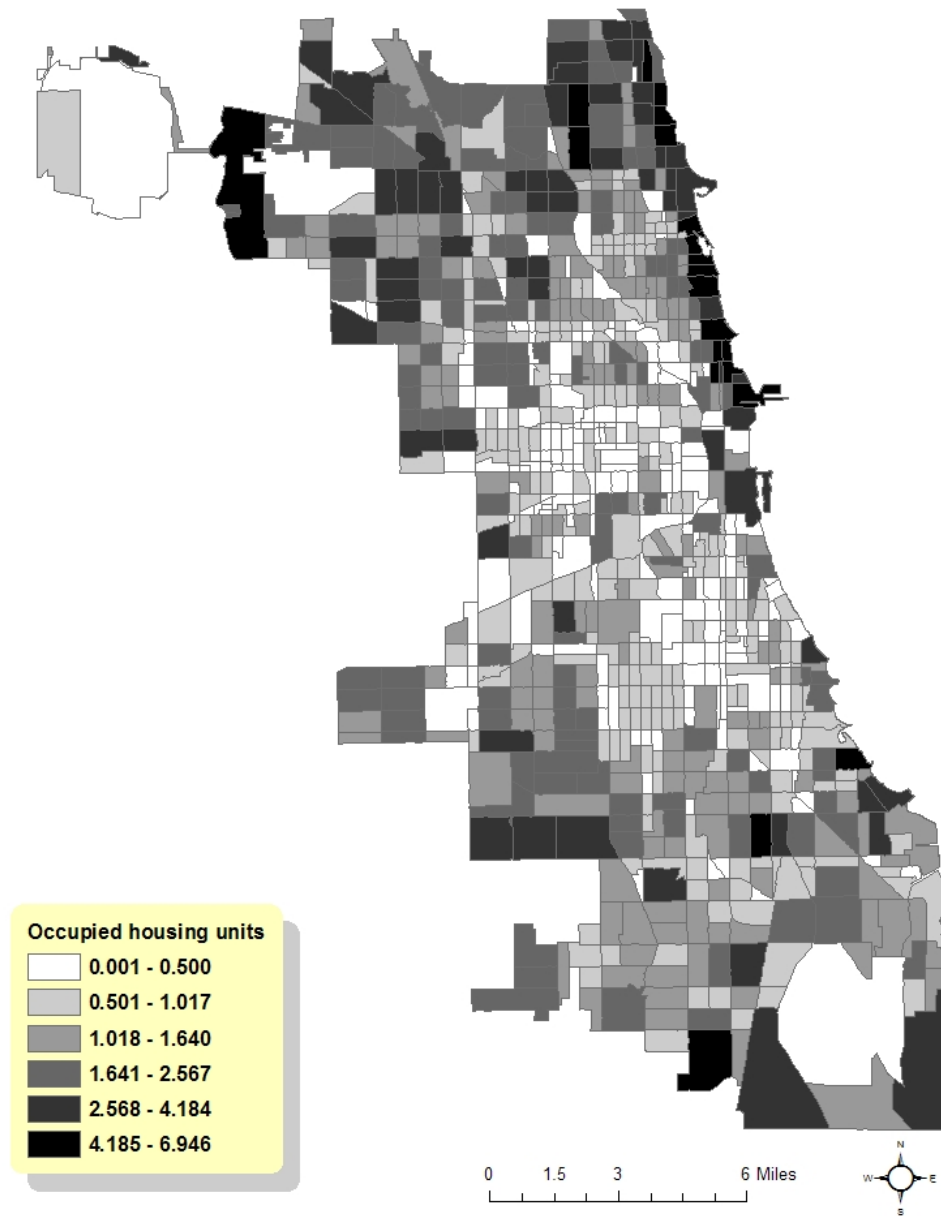 Occupied housing units
0.001 - 0.500
0.501 - 1.017
1.018 - 1.640
1.641 - 2.567
2.568 - 4.184
4.185 - 6.946
0 1.5 3 6 Miles
N
W E
S